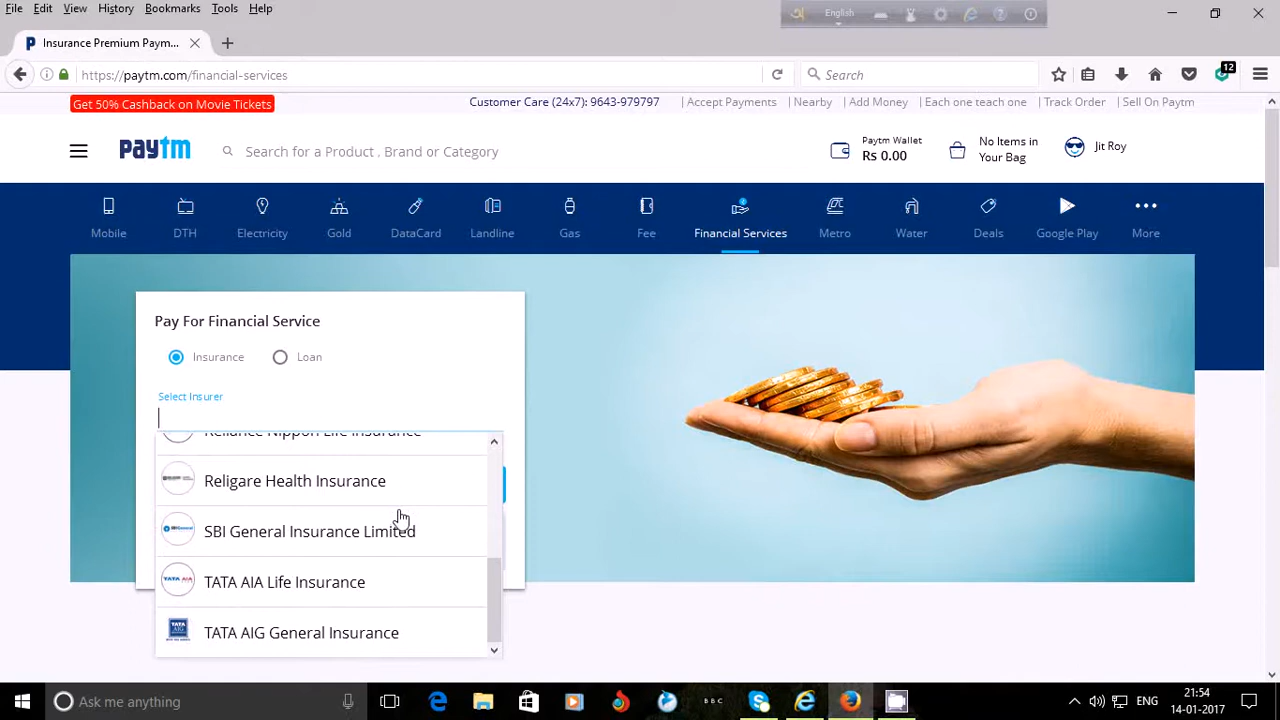 File Edit View History Bookmarks Tools Help
English
Insurance Premium Paym...
https://paytm.com/financial-services
Search
12
Get 50% Cashback on Movie Tickets
Customer Care (24x7): 9643-979797 | Accept Payments | Nearby | Add Money | Each one teach one | Track Order | Sell On Paytm
paytm
Search for a Product , Brand or Category
Paytm Wallet
Rs 0.00
No Items in
Your Bag
Jit Roy
Mobile DTH Electricity Gold DataCard Landline Gas Fee Financial Services Metro Water Deals Google Play More
Pay For Financial Service
Insurance Loan
Select Insurer
Reliance Nippon Life Insurance
Religare Health Insurance
SBI General Insurance Limited
TATA AIA Life Insurance
TATA AIG General Insurance
Ask me anything
BBC
ENG
21:54
14-01-2017